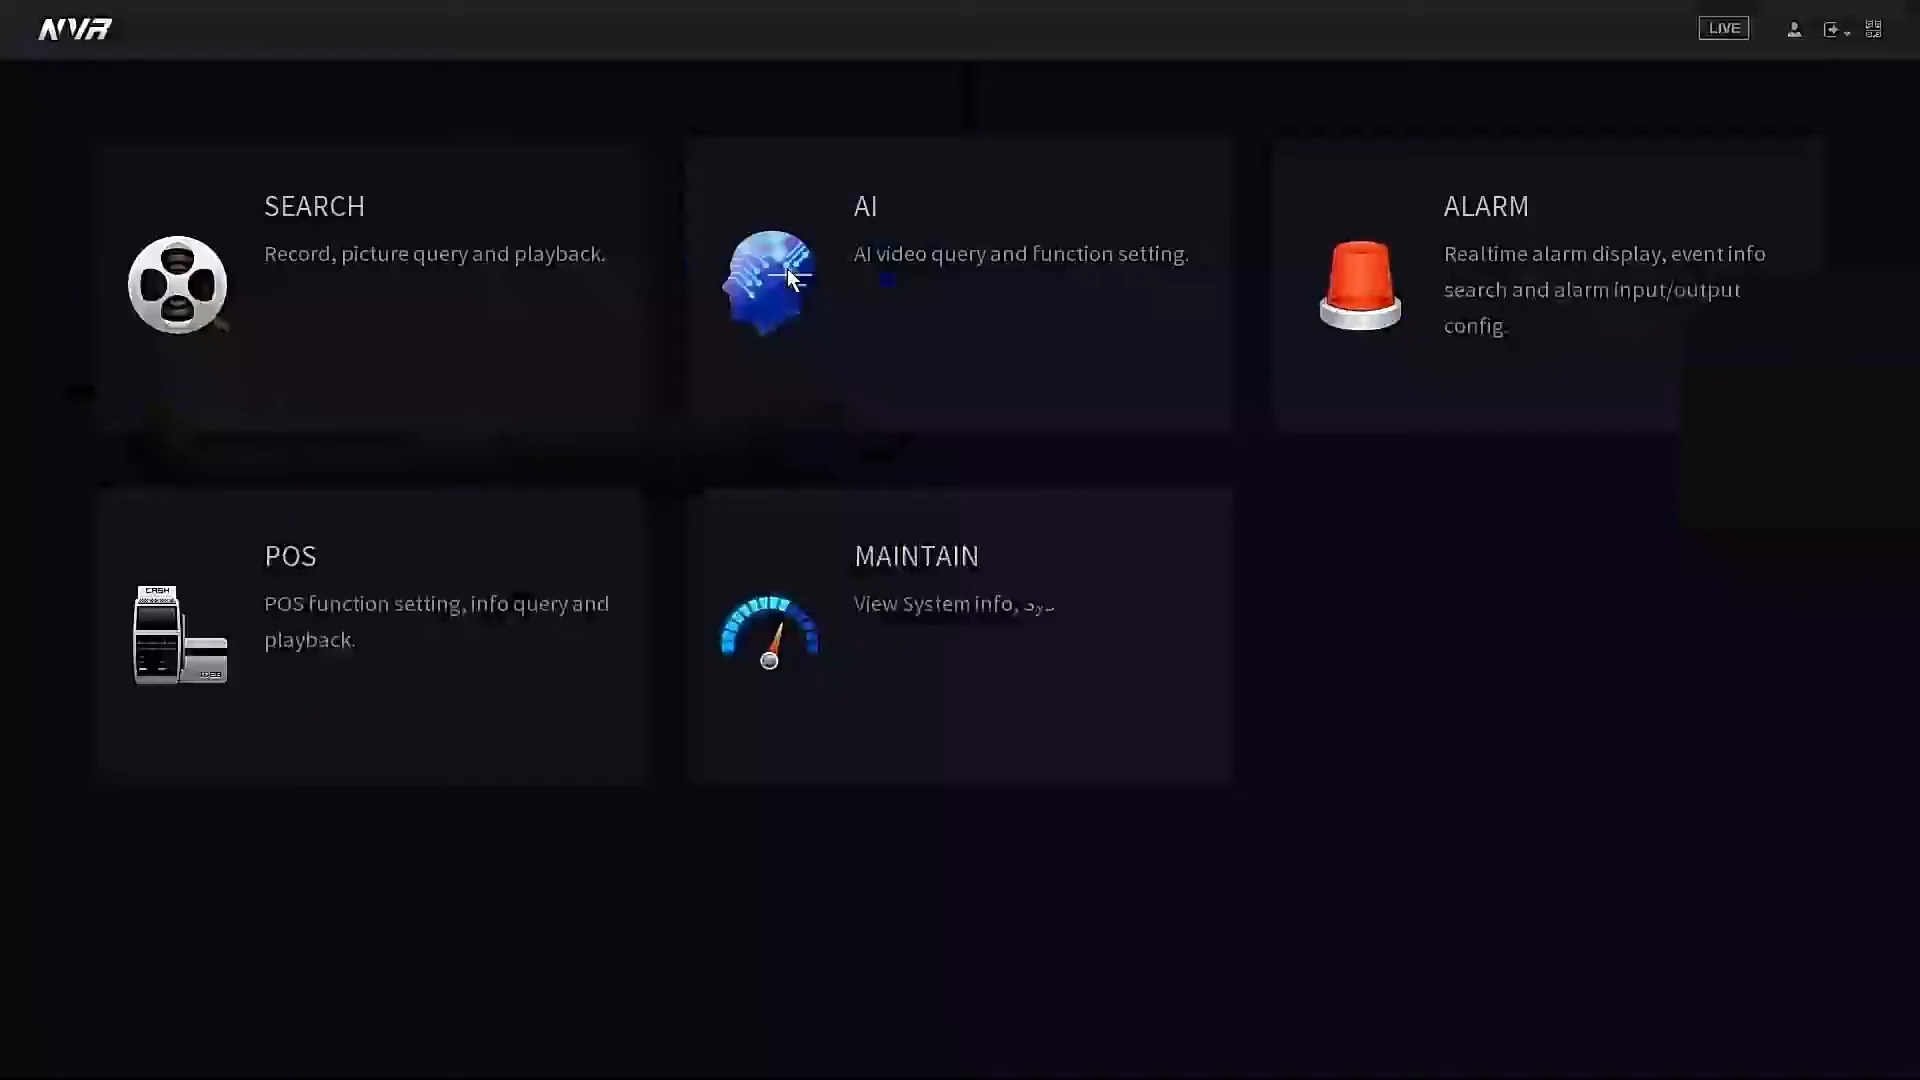 NVR
LIVE
SEARCH
Record, picture query and playback.
AI
AI video query and function setting.
ALARM
Realtime alarm display, event info
search and alarm input/output
config.
POS
POS function setting, info query and
playback.
CASH
MAINTAIN
View System info,